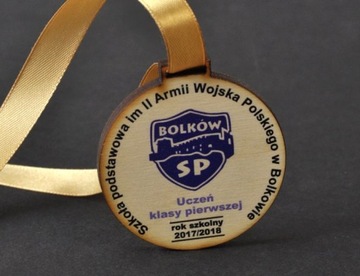 Szkoła podstawowa im II Armii Wojska Polskiego w Bolkowie
BOLKÓW
SP
Uczeń
klasy pierwszej
rok szkolny
2017/2018